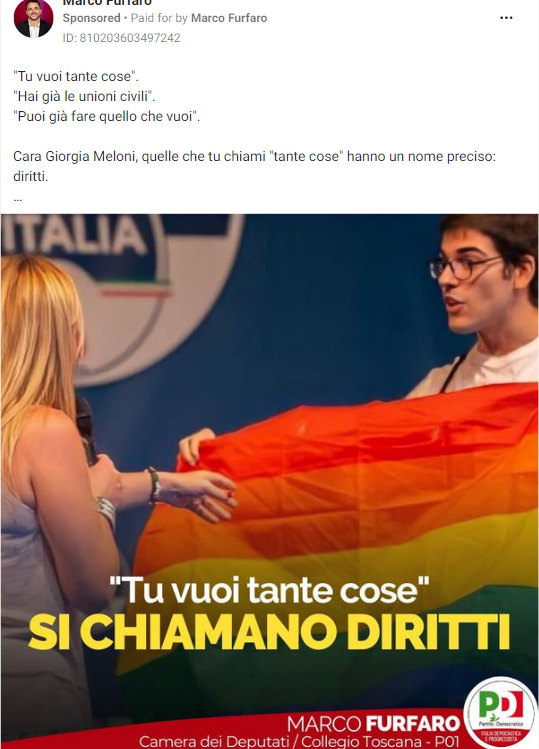 Marco Furfaro
Sponsored • Paid for by Marco Furfaro
ID: 810203603497242
"Tu vuoi tante cose".
"Hai già le unioni civili".
"Puoi già fare quello che vuoi".
Cara Giorgia Meloni, quelle che tu chiami "tante cose" hanno un nome preciso:
diritti.
...
ITALIA
"Tu vuoi tante cose"
SI CHIAMANO DIRITTI
MARCO FURFARO
Camera dei Deputati / Collegio Toscana - P01
PD
Partito Democratico
ITALIA DEMOCRATICA
E PROGRESSISTA